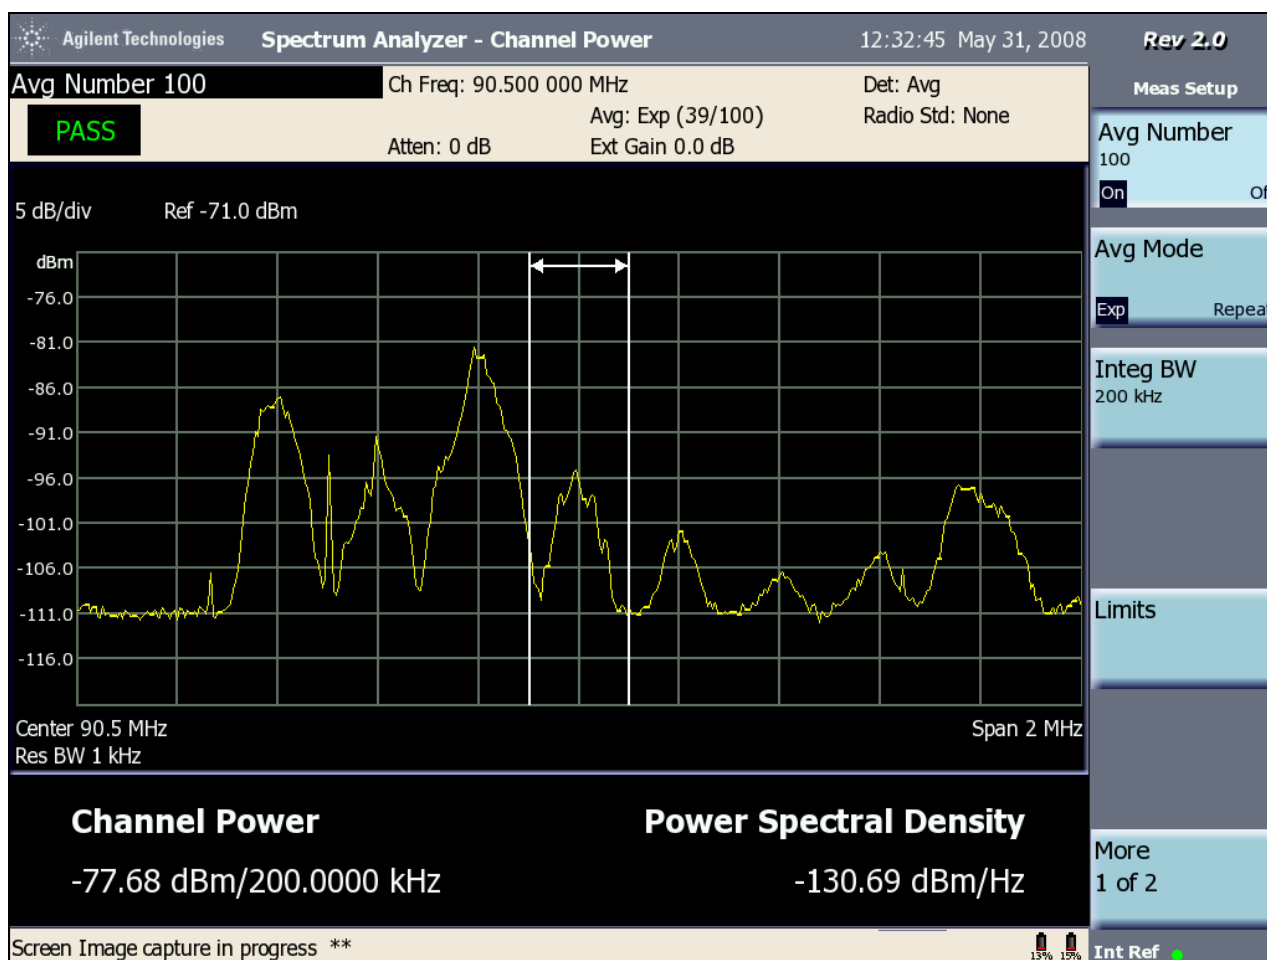 Agilent Technologies Spectrum Analyzer - Channel Power 12:32:45 May 31, 2008 Rev 2.0
Avg Number 100 Ch Freq: 90.500 000 MHz Det: Avg
PASS Avg: Exp (39/100) Radio Std: None
Atten: 0 dB Ext Gain 0.0 dB
5 dB/div Ref -71.0 dBm
dBm
-76.0
-81.0
-86.0
-91.0
-96.0
-101.0
-106.0
-111.0
-116.0
Center 90.5 MHz Span 2 MHz
Res BW 1 kHz
Channel Power Power Spectral Density
-77.68 dBm/200.0000 kHz -130.69 dBm/Hz
Screen Image capture in progress ** 13% 15%
Meas Setup
Avg Number
100
On Of
Avg Mode
Exp Repeat
Integ BW
200 kHz
Limits
More
1 of 2
Int Ref